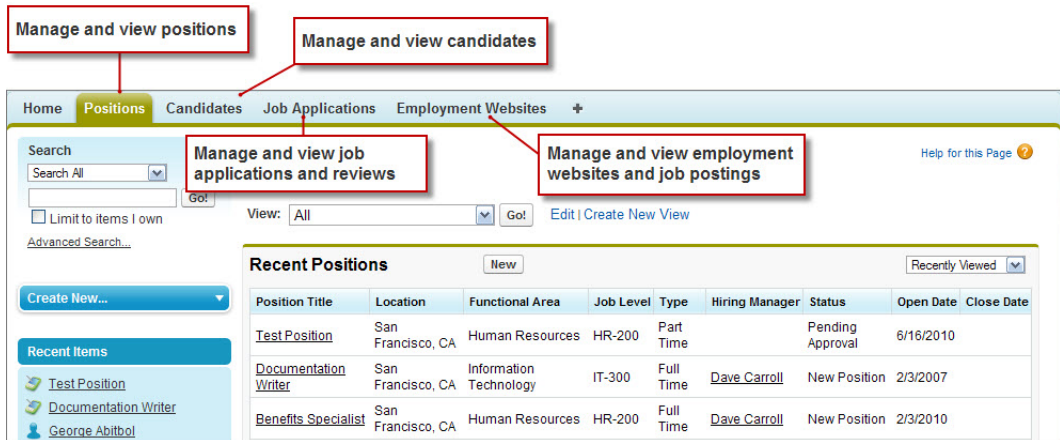 Manage and view positions
Manage and view candidates
Home Positions Candidates Job Applications Employment Websites +
Search
Search All
Go!
Limit to items I own
Advanced Search...
Manage and view job
applications and reviews
Manage and view employment
websites and job postings
Help for this Page ?
View: All Go! Edit | Create New View
Create New...
Recent Items
Test Position
Documentation Writer
George Abitbol
Recent Positions New Recently Viewed
Position Title Location Functional Area Job Level Type Hiring Manager Status Open Date Close Date
Test Position San Francisco, CA Human Resources HR-200 Part Time Pending Approval 6/16/2010
Documentation Writer San Francisco, CA Information Technology IT-300 Full Time Dave Carroll New Position 2/3/2007
Benefits Specialist San Francisco, CA Human Resources HR-200 Full Time Dave Carroll New Position 2/3/2010